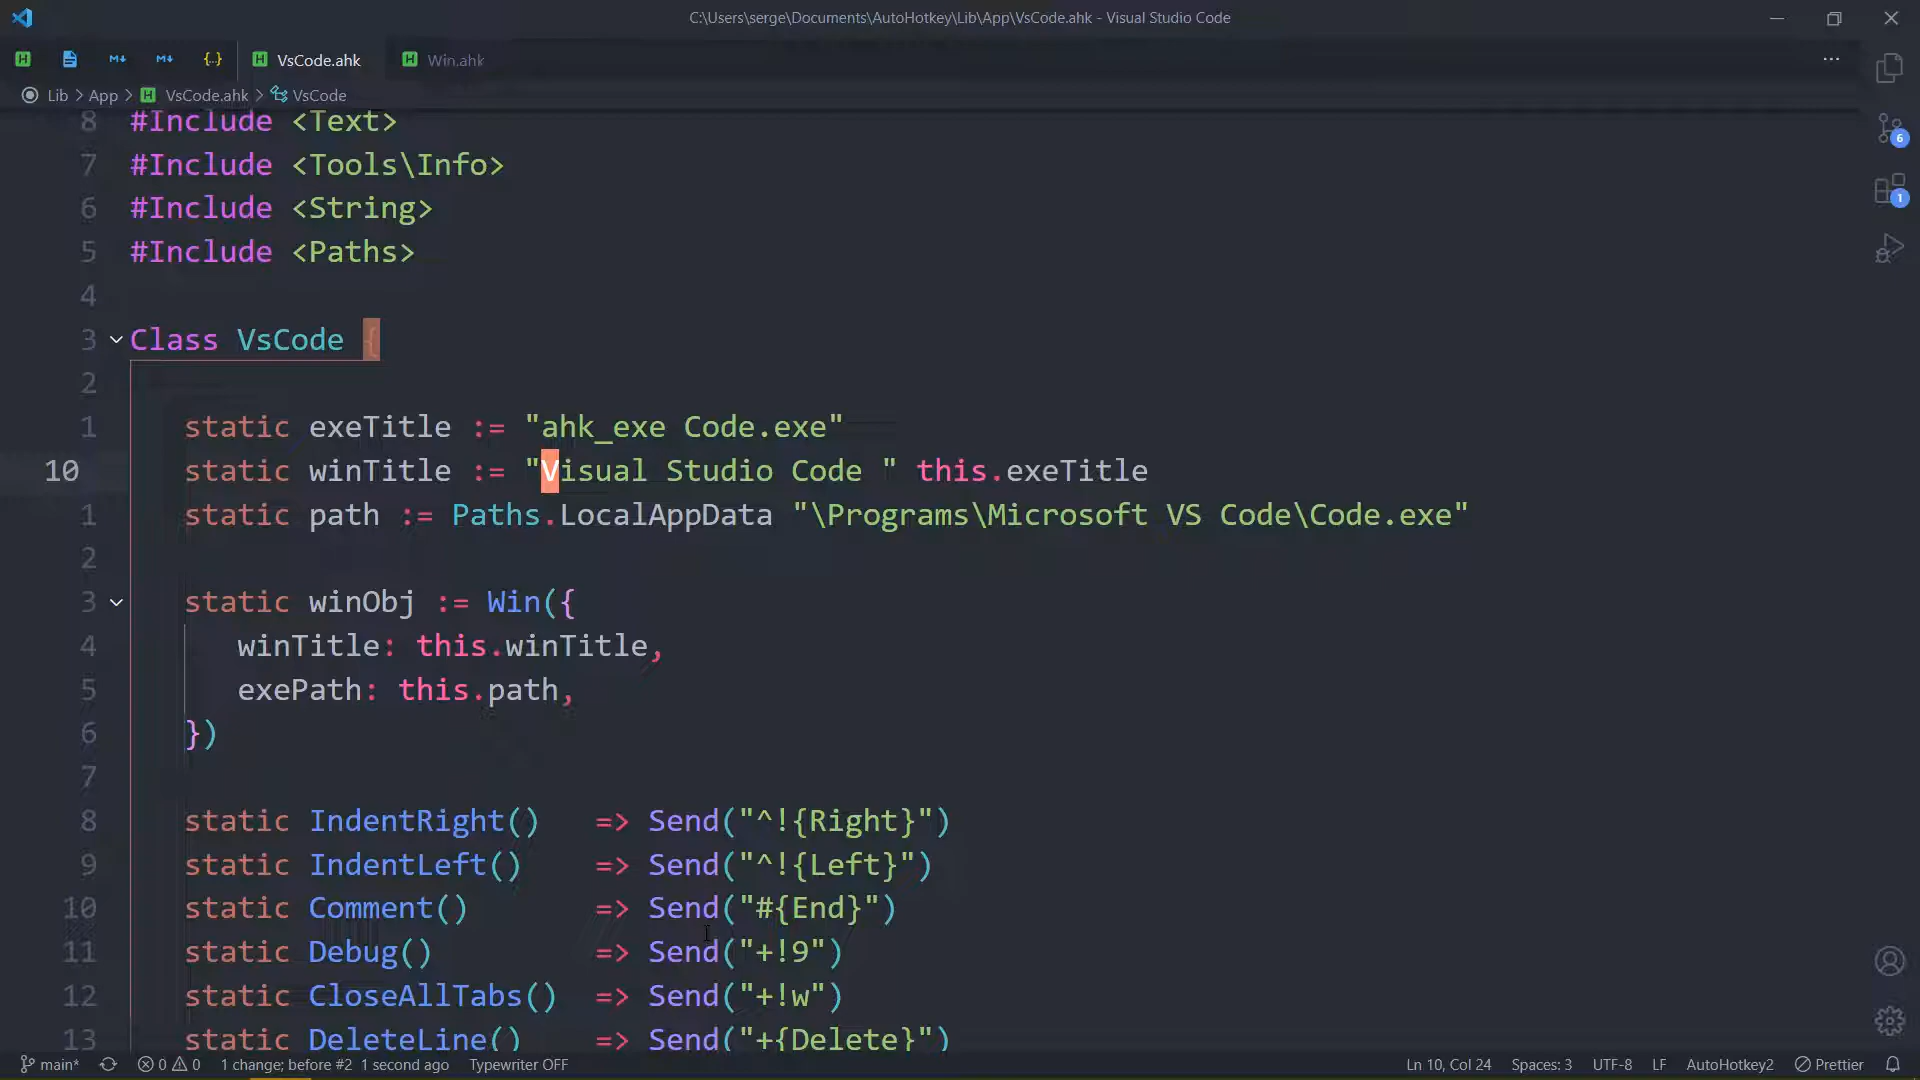 C:\Users\serge\Documents\AutoHotkey\Lib\App\VsCode.ahk - Visual Studio Code
VsCode.ahk Win.ahk
Lib > App > VsCode.ahk > VsCode
8 #Include <Text>
7 #Include <Tools\Info>
6 #Include <String>
5 #Include <Paths>
4
3 Class VsCode {
2
1 static exeTitle := "ahk_exe Code.exe"
10 static winTitle := "Visual Studio Code " this.exeTitle
1 static path := Paths.LocalAppData "\Programs\Microsoft VS Code\Code.exe"
2
3 static winObj := Win({
4 winTitle: this.winTitle,
5 exePath: this.path,
6 })
7
8 static IndentRight() => Send("^!{Right}")
9 static IndentLeft() => Send("^!{Left}")
10 static Comment() => Send("#{End}")
11 static Debug() => Send("+!9")
12 static CloseAllTabs() => Send("+!w")
13 static DeleteLine() => Send("+{Delete}")
6
1
main* 0 0 1 change; before #2 1 second ago Typewriter OFF Ln 10, Col 24 Spaces: 3 UTF-8 LF AutoHotkey2 Prettier